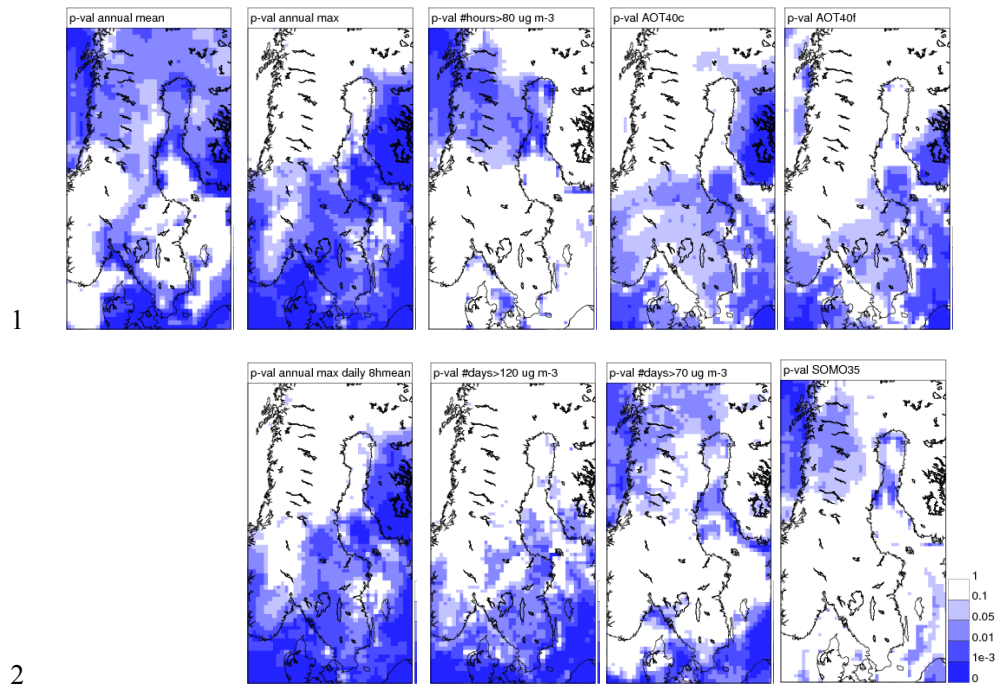 p-val annual mean
p-val annual max
p-val #hours>80 ug m-3
p-val AOT40c
p-val AOT40f
1
p-val annual max daily 8hmean
p-val #days>120 ug m-3
p-val #days>70 ug m-3
p-val SOMO35
1
0.1
0.05
0.01
1e-3
0
2